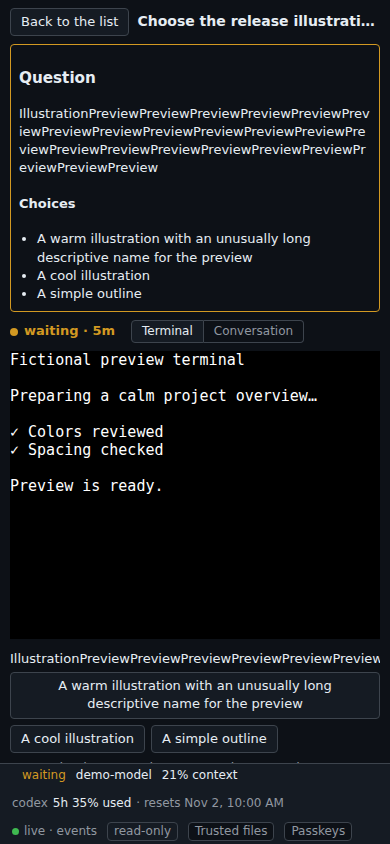 Back to the list Choose the release illustrati…
Question
IllustrationPreviewPreviewPreviewPreviewPreviewPrev
iewPreviewPreviewPreviewPreviewPreviewPreviewPre
viewPreviewPreviewPreviewPreviewPreviewPreviewPr
eviewPreviewPreview
Choices
• A warm illustration with an unusually long
descriptive name for the preview
• A cool illustration
• A simple outline
waiting · 5m Terminal Conversation
Fictional preview terminal
Preparing a calm project overview…
✓ Colors reviewed
✓ Spacing checked
Preview is ready.
IllustrationPreviewPreviewPreviewPreviewPreviewPreview
A warm illustration with an unusually long
descriptive name for the preview
A cool illustration A simple outline
waiting demo-model 21% context
codex 5h 35% used · resets Nov 2, 10:00 AM
live · events read-only Trusted files Passkeys